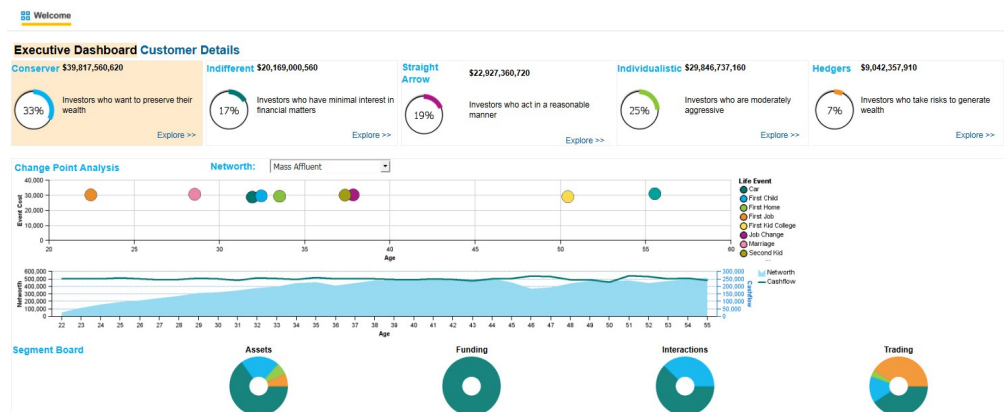 Welcome
Executive Dashboard Customer Details
Conserver $39,817,560,620
33%
Investors who want to preserve their
wealth
Explore >>
Indifferent $20,169,000,560
17%
Investors who have minimal interest in
financial matters
Explore >>
Straight
Arrow
$22,927,360,720
19%
Investors who act in a reasonable
manner
Explore >>
Individualistic $29,846,737,160
25%
Investors who are moderately
aggressive
Explore >>
Hedgers $9,042,357,910
7%
Investors who take risks to generate
wealth
Explore >>
Change Point Analysis
Networth: Mass Affluent
Event Cost
40,000
30,000
20,000
10,000
0
20 25 30 35 40 45 50 55 60
Age
Life Event
Car
First Child
First Home
First Job
First Kid College
Job Change
Marriage
Second Kid
Networth
600,000
500,000
400,000
300,000
200,000
100,000
0
22 23 24 25 26 27 28 29 30 31 32 33 34 35 36 37 38 39 40 41 42 43 44 45 46 47 48 49 50 51 52 53 54 55
Age
300,000
250,000
200,000
150,000
100,000
50,000
0
Cashflow
Networth
Cashflow
Segment Board
Assets
Funding
Interactions
Trading